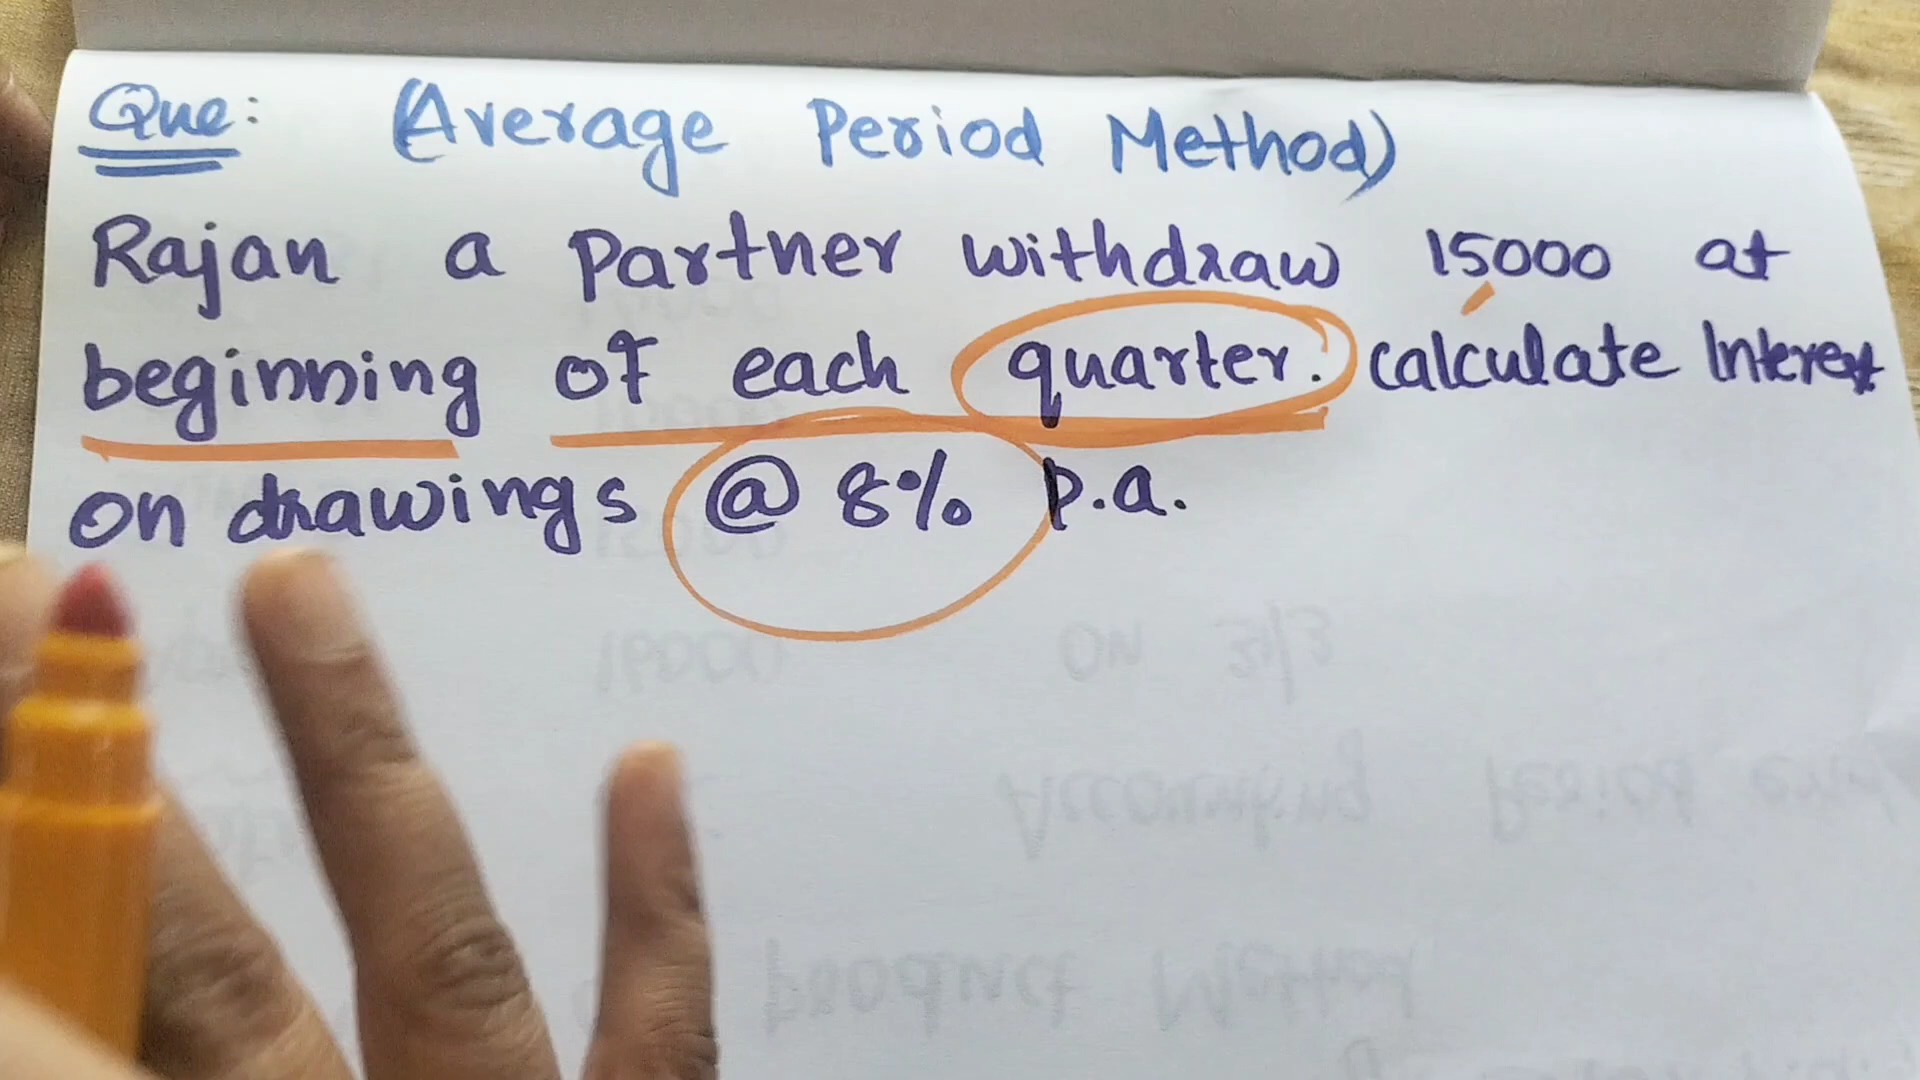 Que: (Average Period Method)
Rajan a Partner withdraw 15000 at
beginning of each quarter. calculate Interest
on drawings @ 8% p.a.